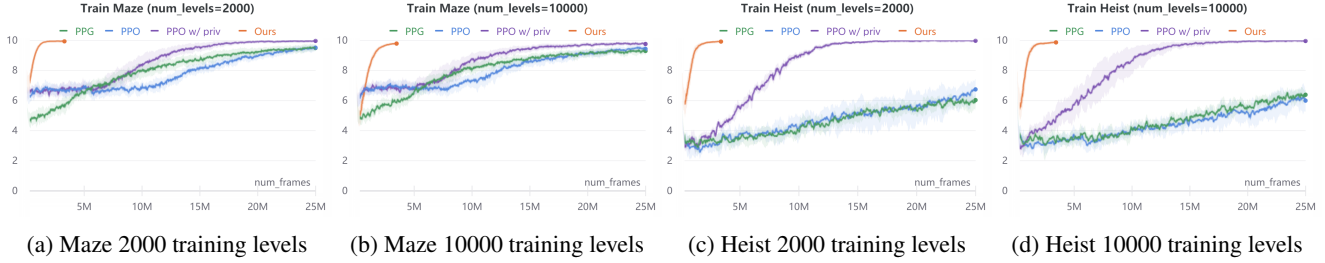 Train Maze (num_levels=2000)
PPG PPO PPO w/ priv Ours
10
8
6
4
2
0
num_frames
5M 10M 15M 20M 25M
(a) Maze 2000 training levels
Train Maze (num_levels=10000)
PPG PPO PPO w/ priv Ours
10
8
6
4
2
0
num_frames
5M 10M 15M 20M 25M
(b) Maze 10000 training levels
Train Heist (num_levels=2000)
PPG PPO PPO w/ priv Ours
10
8
6
4
2
0
num_frames
5M 10M 15M 20M 25M
(c) Heist 2000 training levels
Train Heist (num_levels=10000)
PPG PPO PPO w/ priv Ours
10
8
6
4
2
0
num_frames
5M 10M 15M 20M 25M
(d) Heist 10000 training levels